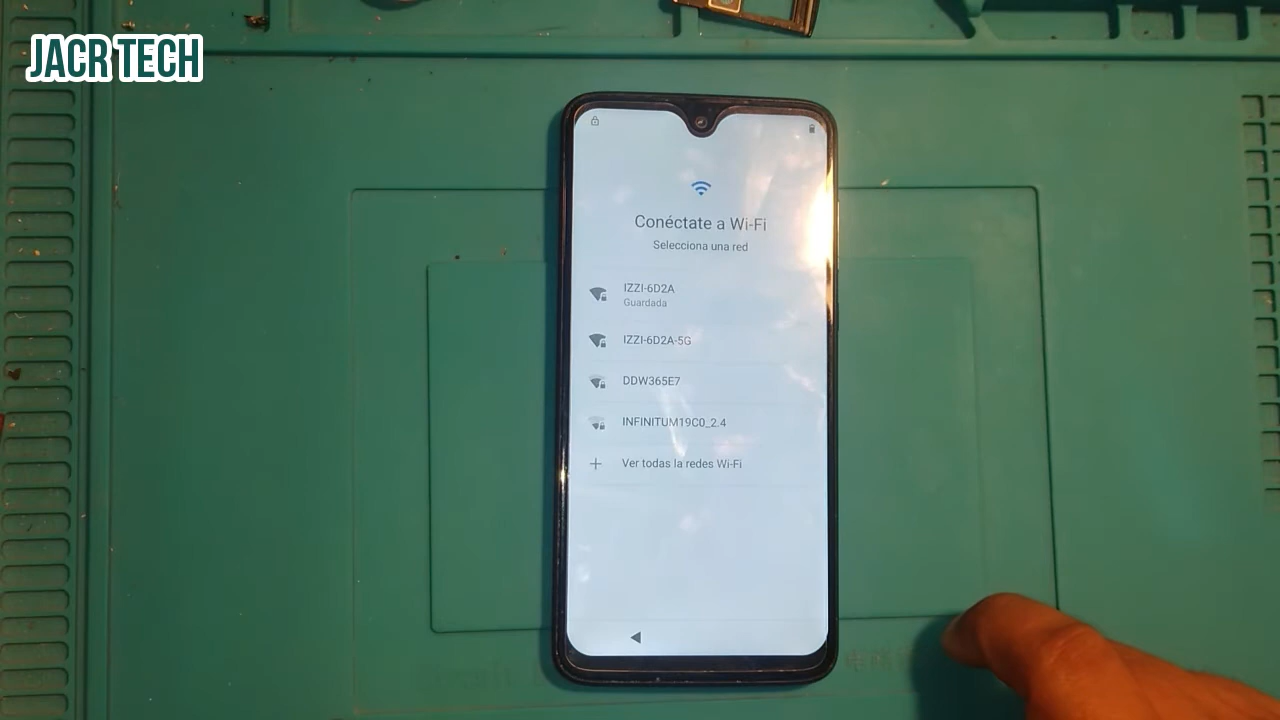 JACR TECH
Conéctate a Wi-Fi
Selecciona una red
IZZI-6D2A
Guardada
IZZI-6D2A-5G
DDW365E7
INFINITUM19C0_2.4
Ver todas la redes Wi-Fi